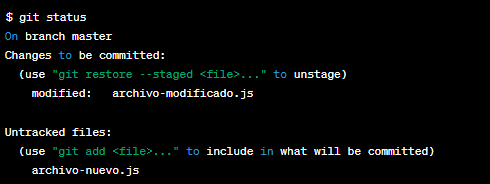 $ git status
On branch master
Changes to be committed:
  (use "git restore --staged <file>..." to unstage)
    modified:   archivo-modificado.js

Untracked files:
  (use "git add <file>..." to include in what will be committed)
    archivo-nuevo.js